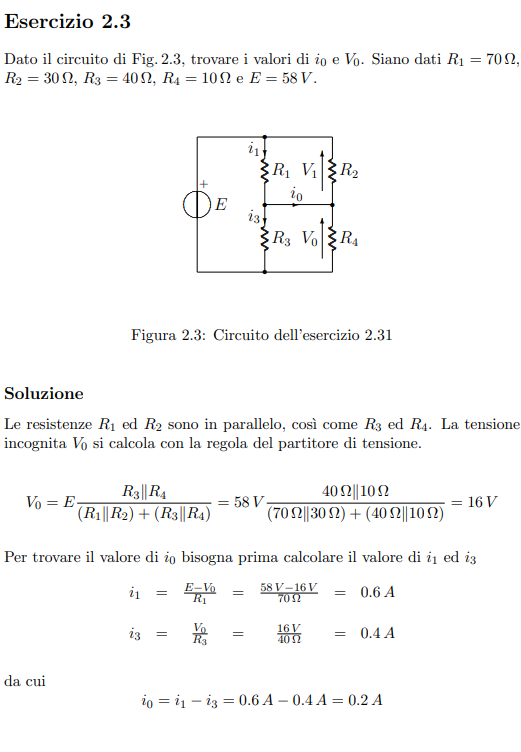 Esercizio 2.3
Dato il circuito di Fig. 2.3, trovare i valori di i₀ e V₀. Siano dati R₁ = 70 Ω,
R₂ = 30 Ω, R₃ = 40 Ω, R₄ = 10 Ω e E = 58 V.
i₁ R₁ V₁ R₂
+ E i₀
i₃ R₃ V₀ R₄
Figura 2.3: Circuito dell'esercizio 2.31
Soluzione
Le resistenze R₁ ed R₂ sono in parallelo, così come R₃ ed R₄. La tensione
incognita V₀ si calcola con la regola del partitore di tensione.
V₀ = E R₃∥R₄ / (R₁∥R₂) + (R₃∥R₄) = 58 V 40 Ω∥10 Ω / (70 Ω∥30 Ω) + (40 Ω∥10 Ω) = 16 V
Per trovare il valore di i₀ bisogna prima calcolare il valore di i₁ ed i₃
i₁ = E−V₀ / R₁ = 58 V−16 V / 70 Ω = 0.6 A
i₃ = V₀ / R₃ = 16 V / 40 Ω = 0.4 A
da cui
i₀ = i₁ − i₃ = 0.6 A − 0.4 A = 0.2 A